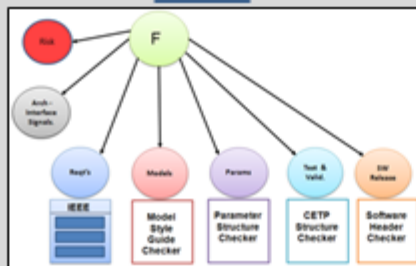 F
Risk
Arch -
Interface
Signals.
Reqt's
Models
Params
Test &
Valid.
SW
Release
IEEE
Model
Style
Guide
Checker
Parameter
Structure
Checker
CETP
Structure
Checker
Software
Header
Checker